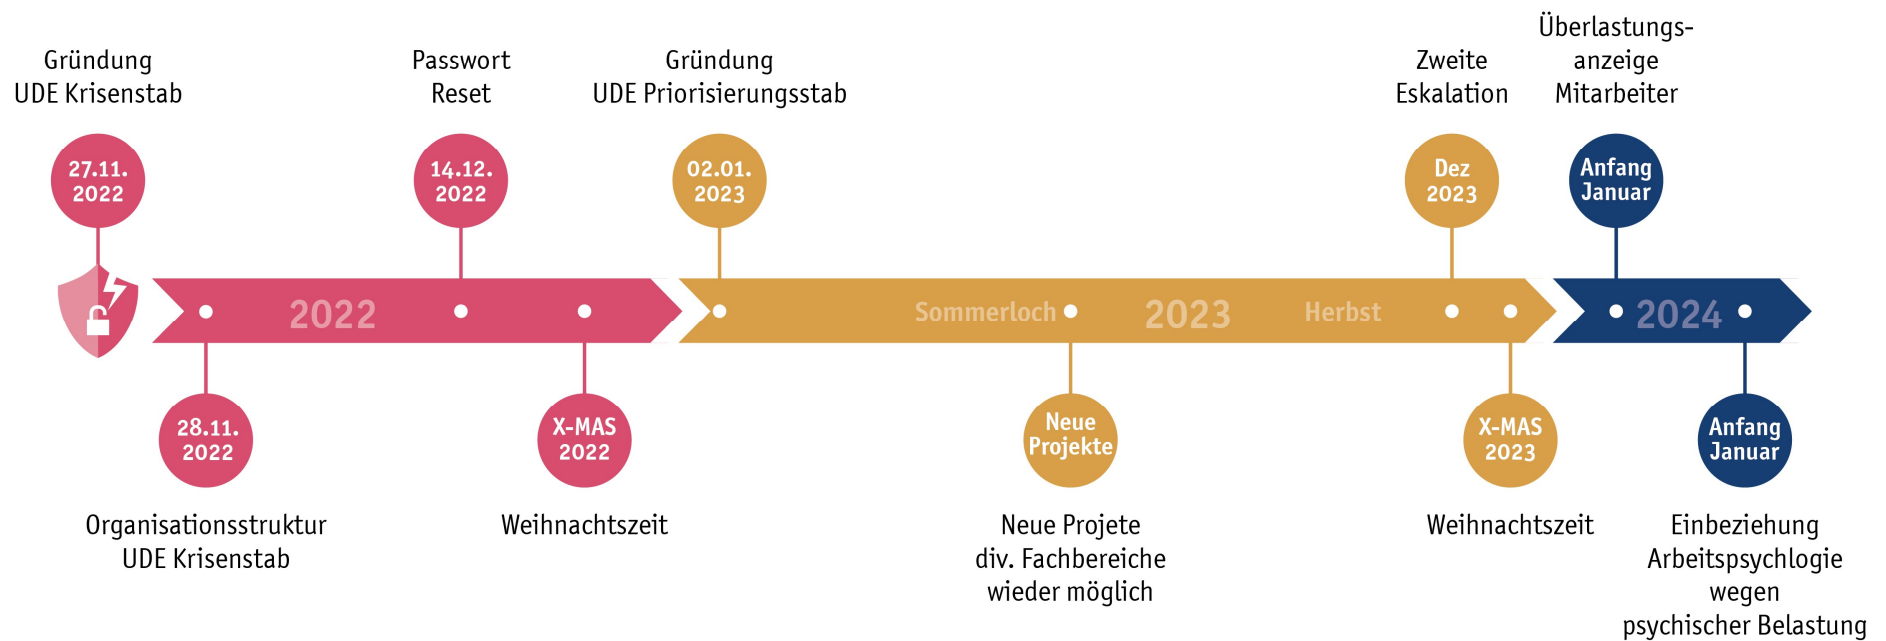 Gründung
UDE Krisenstab
27.11.
2022
Passwort
Reset
14.12.
2022
Gründung
UDE Priorisierungsstab
02.01.
2023
Zweite
Eskalation
Dez
2023
Überlastungs-
anzeige
Mitarbeiter
Anfang
Januar
2022
Sommerloch
2023
Herbst
2024
28.11.
2022
Organisationsstruktur
UDE Krisenstab
X-MAS
2022
Weihnachtszeit
Neue
Projekte
Neue Projete
div. Fachbereiche
wieder möglich
X-MAS
2023
Weihnachtszeit
Anfang
Januar
Einbeziehung
Arbeitspsychlogie
wegen
psychischer Belastung